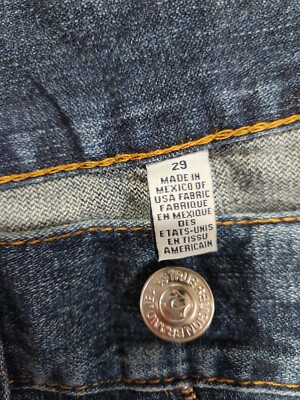 29
MADE IN
MEXICO OF
USA FABRIC
FABRIQUE
EN MEXIQUE
DES
ETATS-UNIS
EN TISSU
AMERICAIN